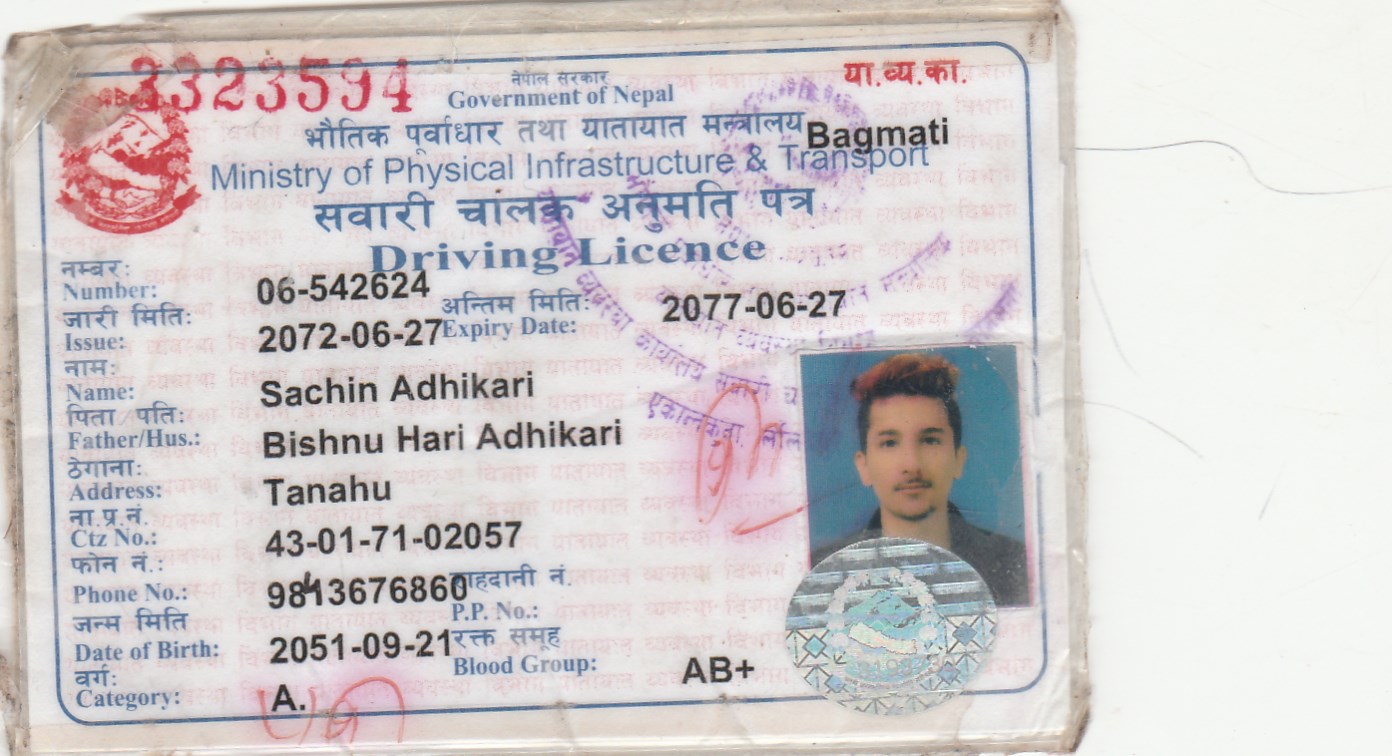 3323594
नेपाल सरकार
या.व्य.का.
Government of Nepal
भौतिक पूर्वाधार तथा यातायात मन्त्रालय
Bagmati
Ministry of Physical Infrastructure & Transport
सवारी चालक अनुमति पत्र
Driving Licence
नम्बर:
Number: 06-542624
जारी मिति: अन्तिम मिति: 2077-06-27
Issue: 2072-06-27 Expiry Date:
नाम:
Name: Sachin Adhikari
पिता/पति:
Father/Hus.: Bishnu Hari Adhikari
ठेगाना:
Address: Tanahu
ना.प्र.नं.
Ctz No.: 43-01-71-02057
फोन नं.: राहदानी नं.
Phone No.: 9813676860 P.P. No.:
जन्म मिति रक्त समूह
Date of Birth: 2051-09-21 Blood Group: AB+
वर्ग:
Category: A.